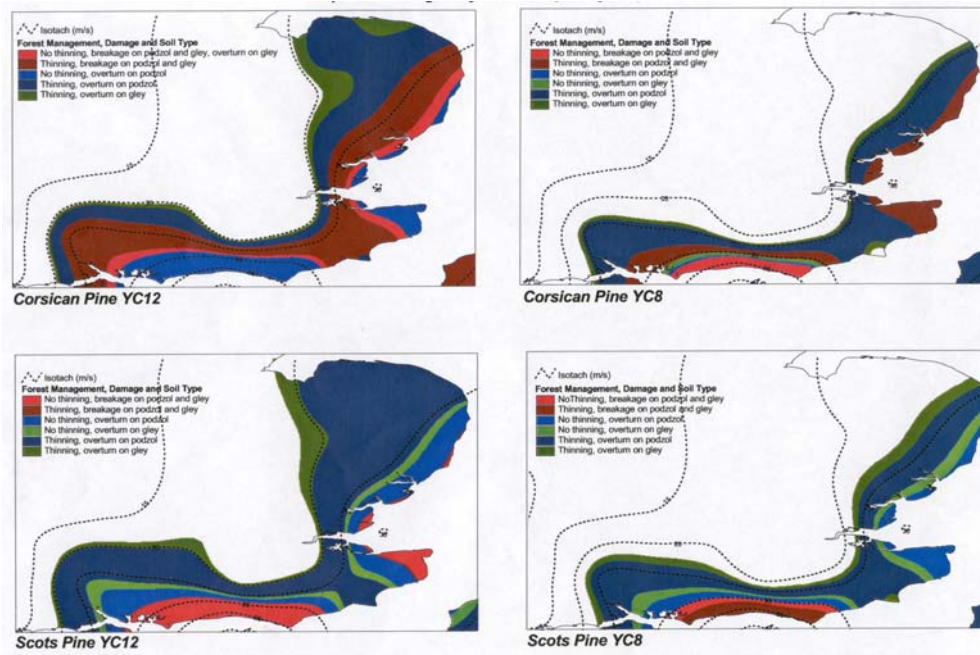 Isotach (m/s)
Forest Management, Damage and Soil Type
No thinning, breakage on podzol and gley, overturn on gley
Thinning, breakage on podzol and gley
No thinning, overturn on podzol
Thinning, overturn on podzol
Thinning, overturn on gley
Corsican Pine YC12
Isotach (m/s)
Forest Management, Damage and Soil Type
No thinning, breakage on podzol and gley
Thinning, breakage on podzol and gley
No thinning, overturn on podzol
No thinning, overturn on gley
Thinning, overturn on podzol
Thinning, overturn on gley
Corsican Pine YC8
Isotach (m/s)
Forest Management, Damage and Soil Type
No thinning, breakage on podzol and gley
Thinning, breakage on podzol and gley
No thinning, overturn on podzol
No thinning, overturn on gley
Thinning, overturn on podzol
Thinning, overturn on gley
Scots Pine YC12
Isotach (m/s)
Forest Management, Damage and Soil Type
NoThinning, breakage on podzol and gley
Thinning, breakage on podzol and gley
No thinning, overturn on podzol
No thinning, overturn on gley
Thinning, overturn on podzol
Thinning, overturn on gley
Scots Pine YC8